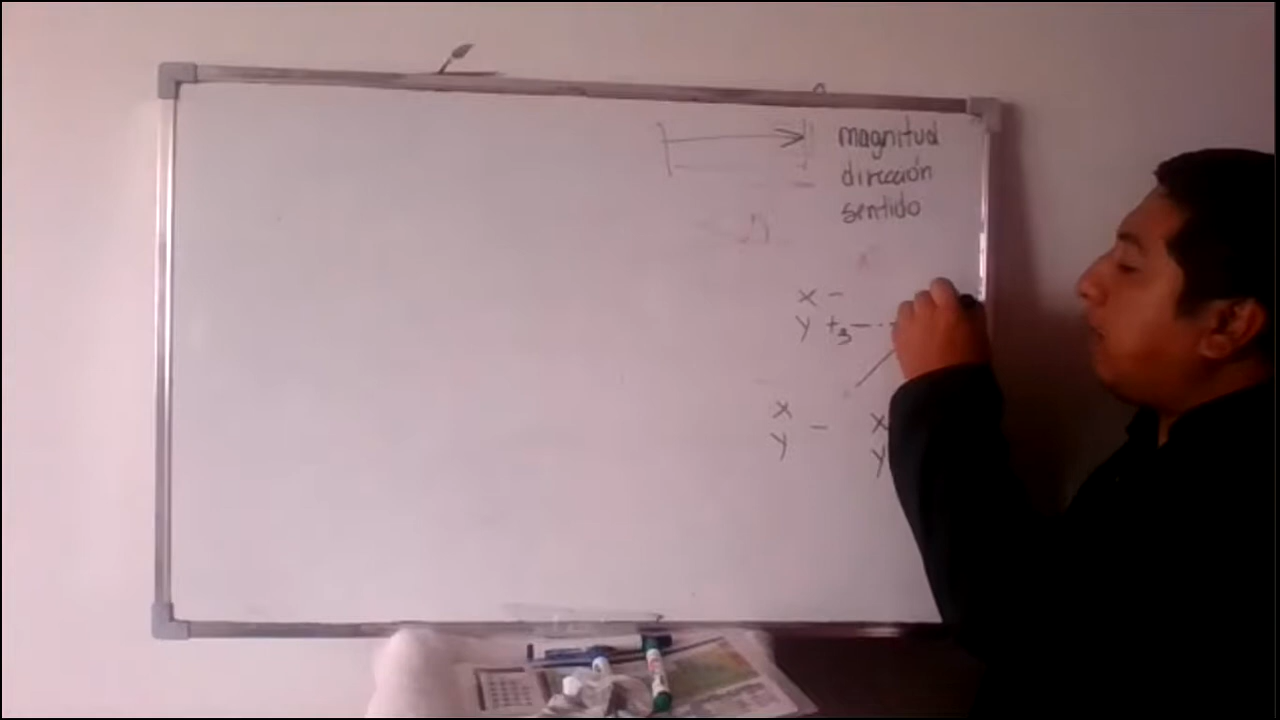 magnitud
dirección
sentido
x -
y +3
x
y -
x
y